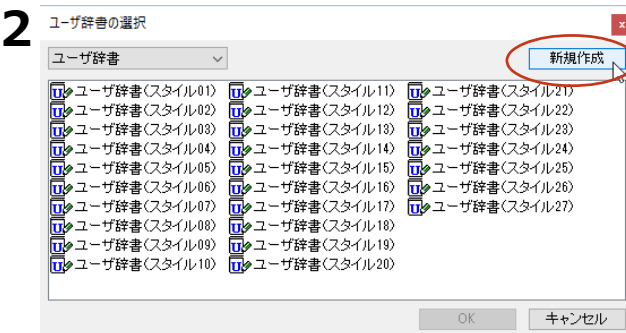 2
ユーザ辞書の選択
x
ユーザ辞書
新規作成
ユーザ辞書(スタイル01) ユーザ辞書(スタイル11) ユーザ辞書(スタイル21)
ユーザ辞書(スタイル02) ユーザ辞書(スタイル12) ユーザ辞書(スタイル22)
ユーザ辞書(スタイル03) ユーザ辞書(スタイル13) ユーザ辞書(スタイル23)
ユーザ辞書(スタイル04) ユーザ辞書(スタイル14) ユーザ辞書(スタイル24)
ユーザ辞書(スタイル05) ユーザ辞書(スタイル15) ユーザ辞書(スタイル25)
ユーザ辞書(スタイル06) ユーザ辞書(スタイル16) ユーザ辞書(スタイル26)
ユーザ辞書(スタイル07) ユーザ辞書(スタイル17) ユーザ辞書(スタイル27)
ユーザ辞書(スタイル08) ユーザ辞書(スタイル18)
ユーザ辞書(スタイル09) ユーザ辞書(スタイル19)
ユーザ辞書(スタイル10) ユーザ辞書(スタイル20)
OK キャンセル